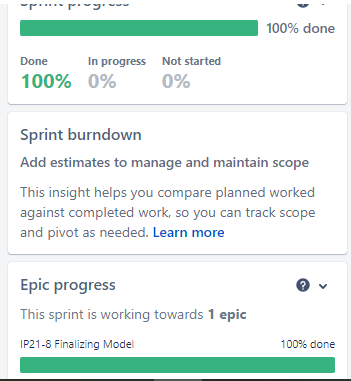 Sprint progress
100% done
Done In progress Not started
100% 0% 0%
Sprint burndown
Add estimates to manage and maintain scope
This insight helps you compare planned worked
against completed work, so you can track scope
and pivot as needed. Learn more
Epic progress
This sprint is working towards 1 epic
IP21-8 Finalizing Model 100% done